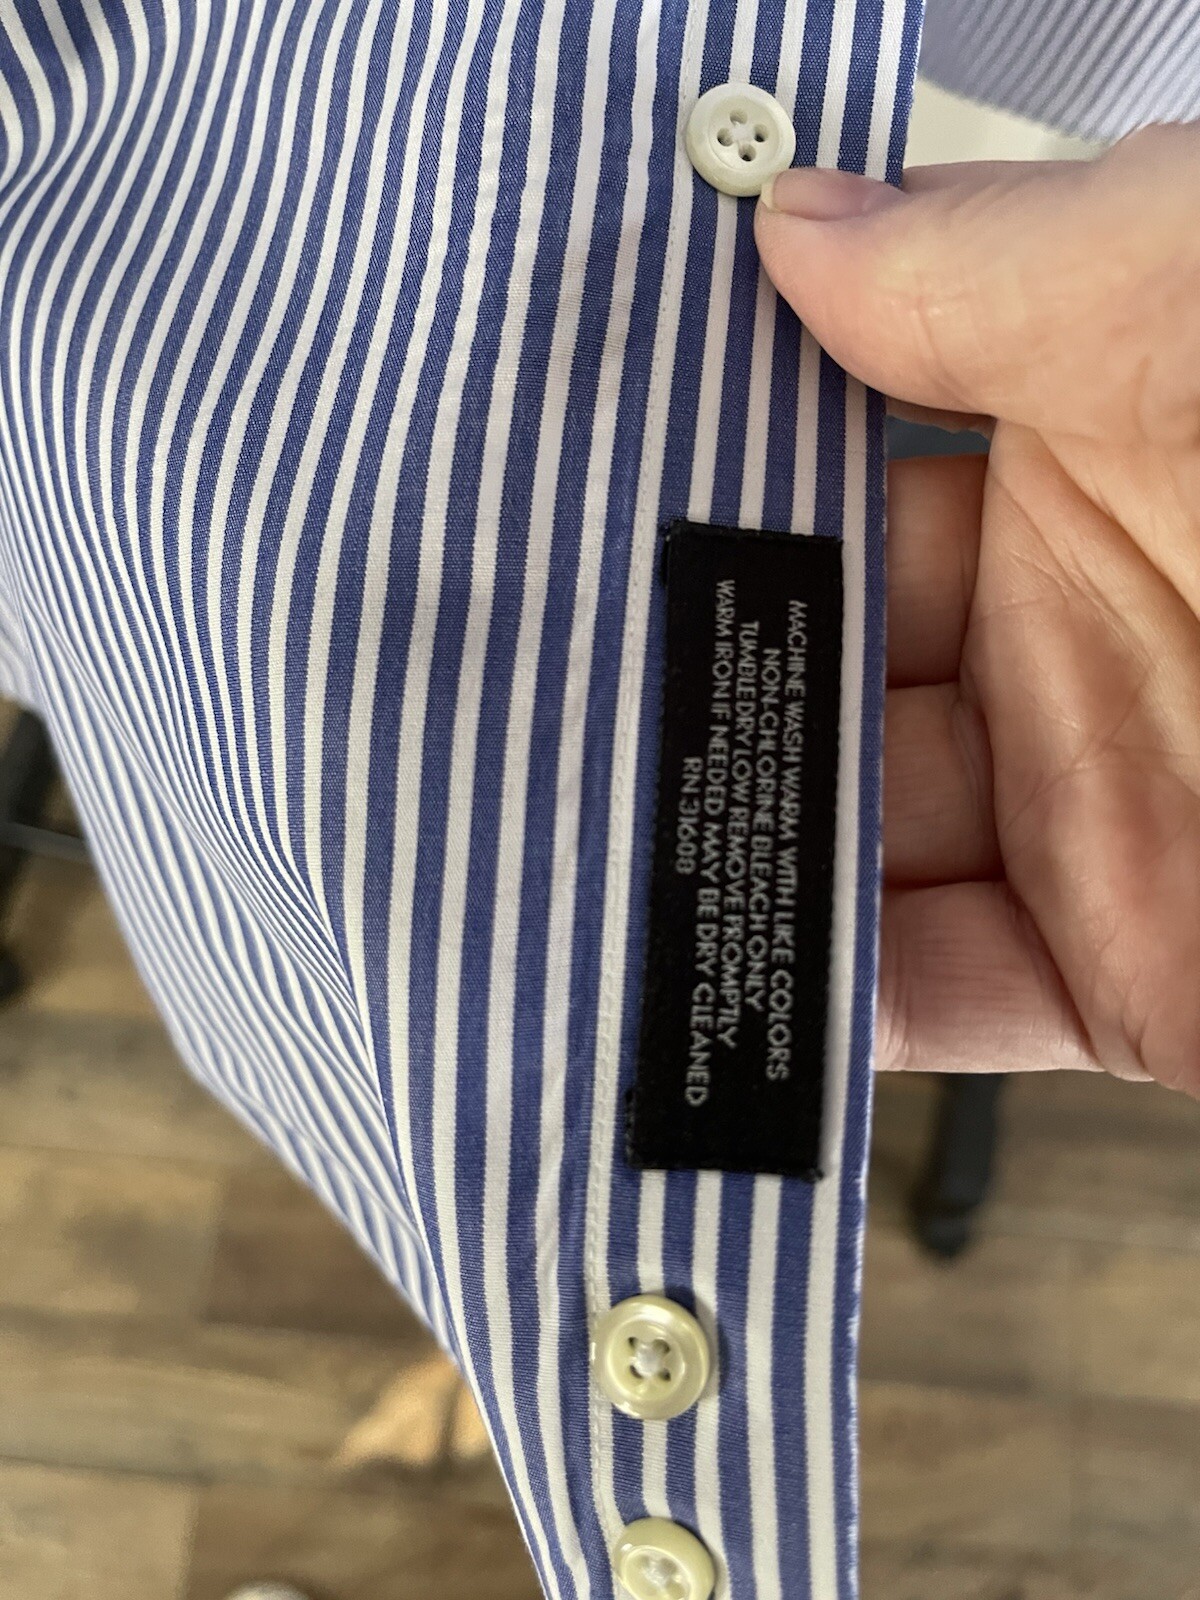 MACHINE WASH WARM WITH LIKE COLORS
NON-CHLORINE BLEACH ONLY
TUMBLE DRY LOW REMOVE PROMPTLY
WARM IRON IF NEEDED MAY BE DRY CLEANED
RN 31608